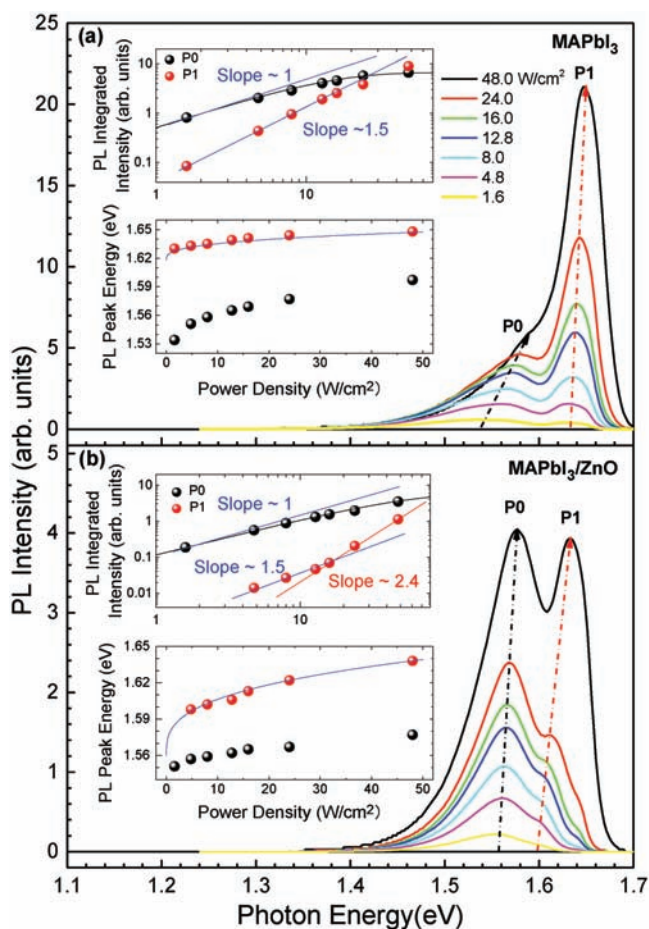 (a)
MAPbI3
25
20
15
10
5
0
PL Integrated
Intensity (arb. units)
P0
P1
Slope ~ 1
Slope ~1.5
10
1
0.1
1
10
P1
48.0 W/cm²
24.0
16.0
12.8
8.0
4.8
1.6
PL Peak Energy (eV)
1.65
1.62
1.59
1.56
1.53
0
10
20
30
40
50
Power Density (W/cm²)
P0
PL Intensity (arb. units)
(b)
MAPbI3/ZnO
5
4
3
2
1
0
PL Integrated
Intensity (arb. units)
P0
P1
Slope ~ 1
Slope ~ 1.5
Slope ~ 2.4
10
1
0.1
0.01
1
10
P0
P1
PL Peak Energy (eV)
1.65
1.62
1.59
1.56
0
10
20
30
40
50
Power Density (W/cm²)
1.1
1.2
1.3
1.4
1.5
1.6
1.7
Photon Energy(eV)